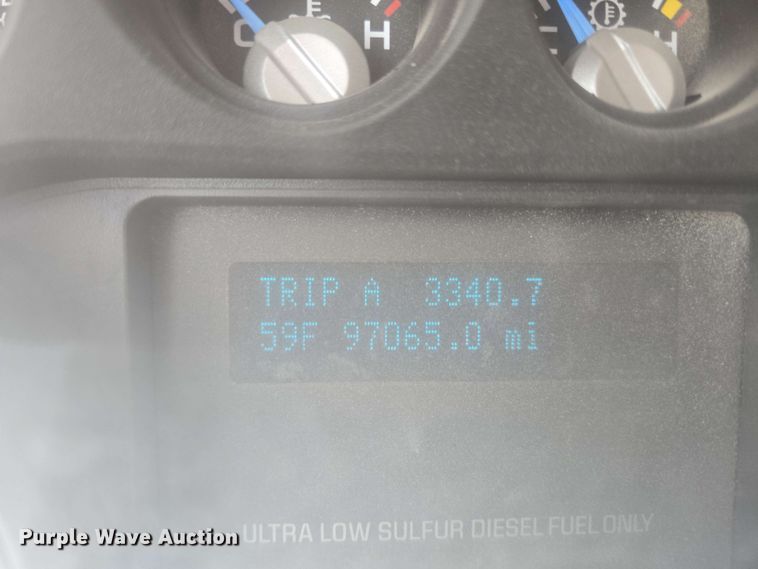 C H
H
TRIP A 3340.7
59F 97065.0 mi
ULTRA LOW SULFUR DIESEL FUEL ONLY
Purple Wave Auction